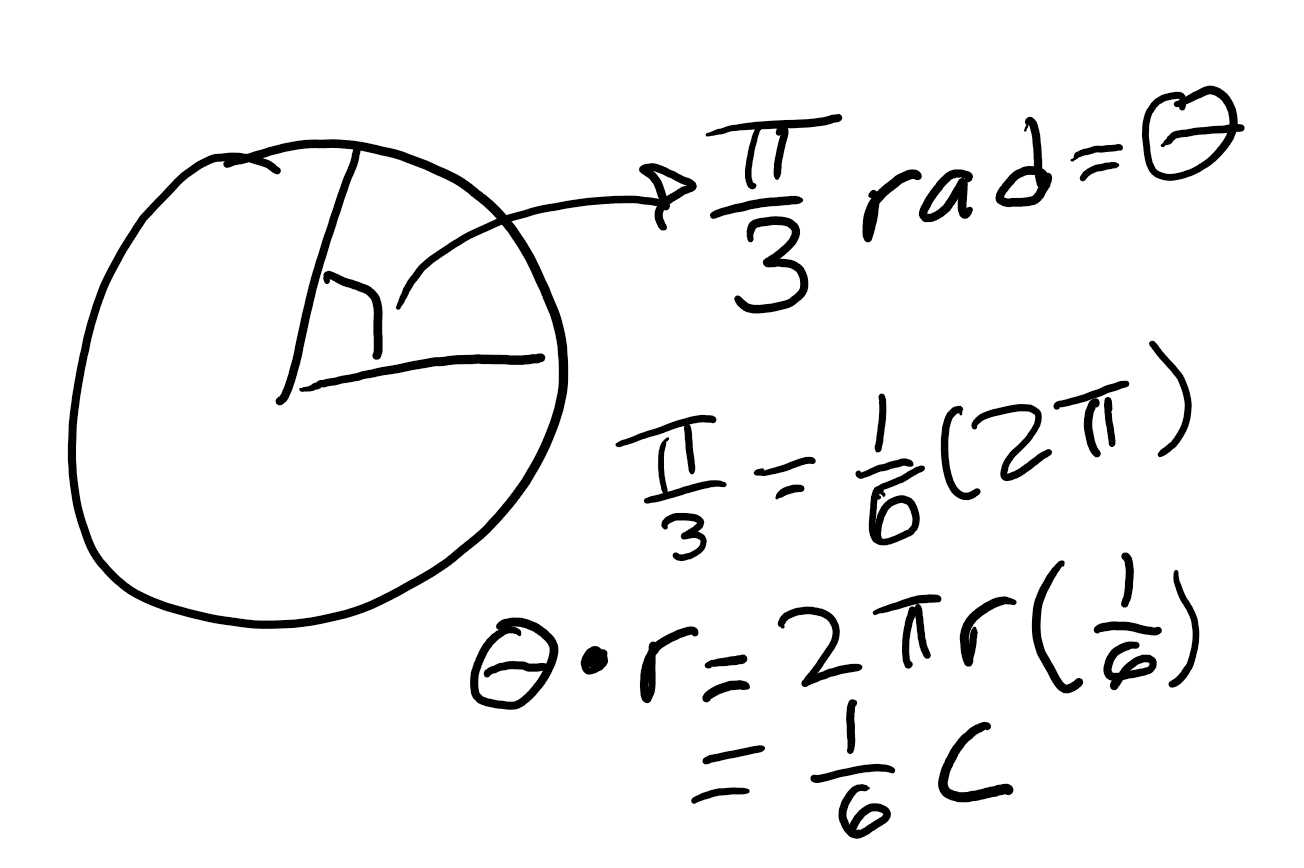 π/3 rad = θ
π/3 = 1/6 (2π)
θ • r = 2πr (1/6)
= 1/6 C